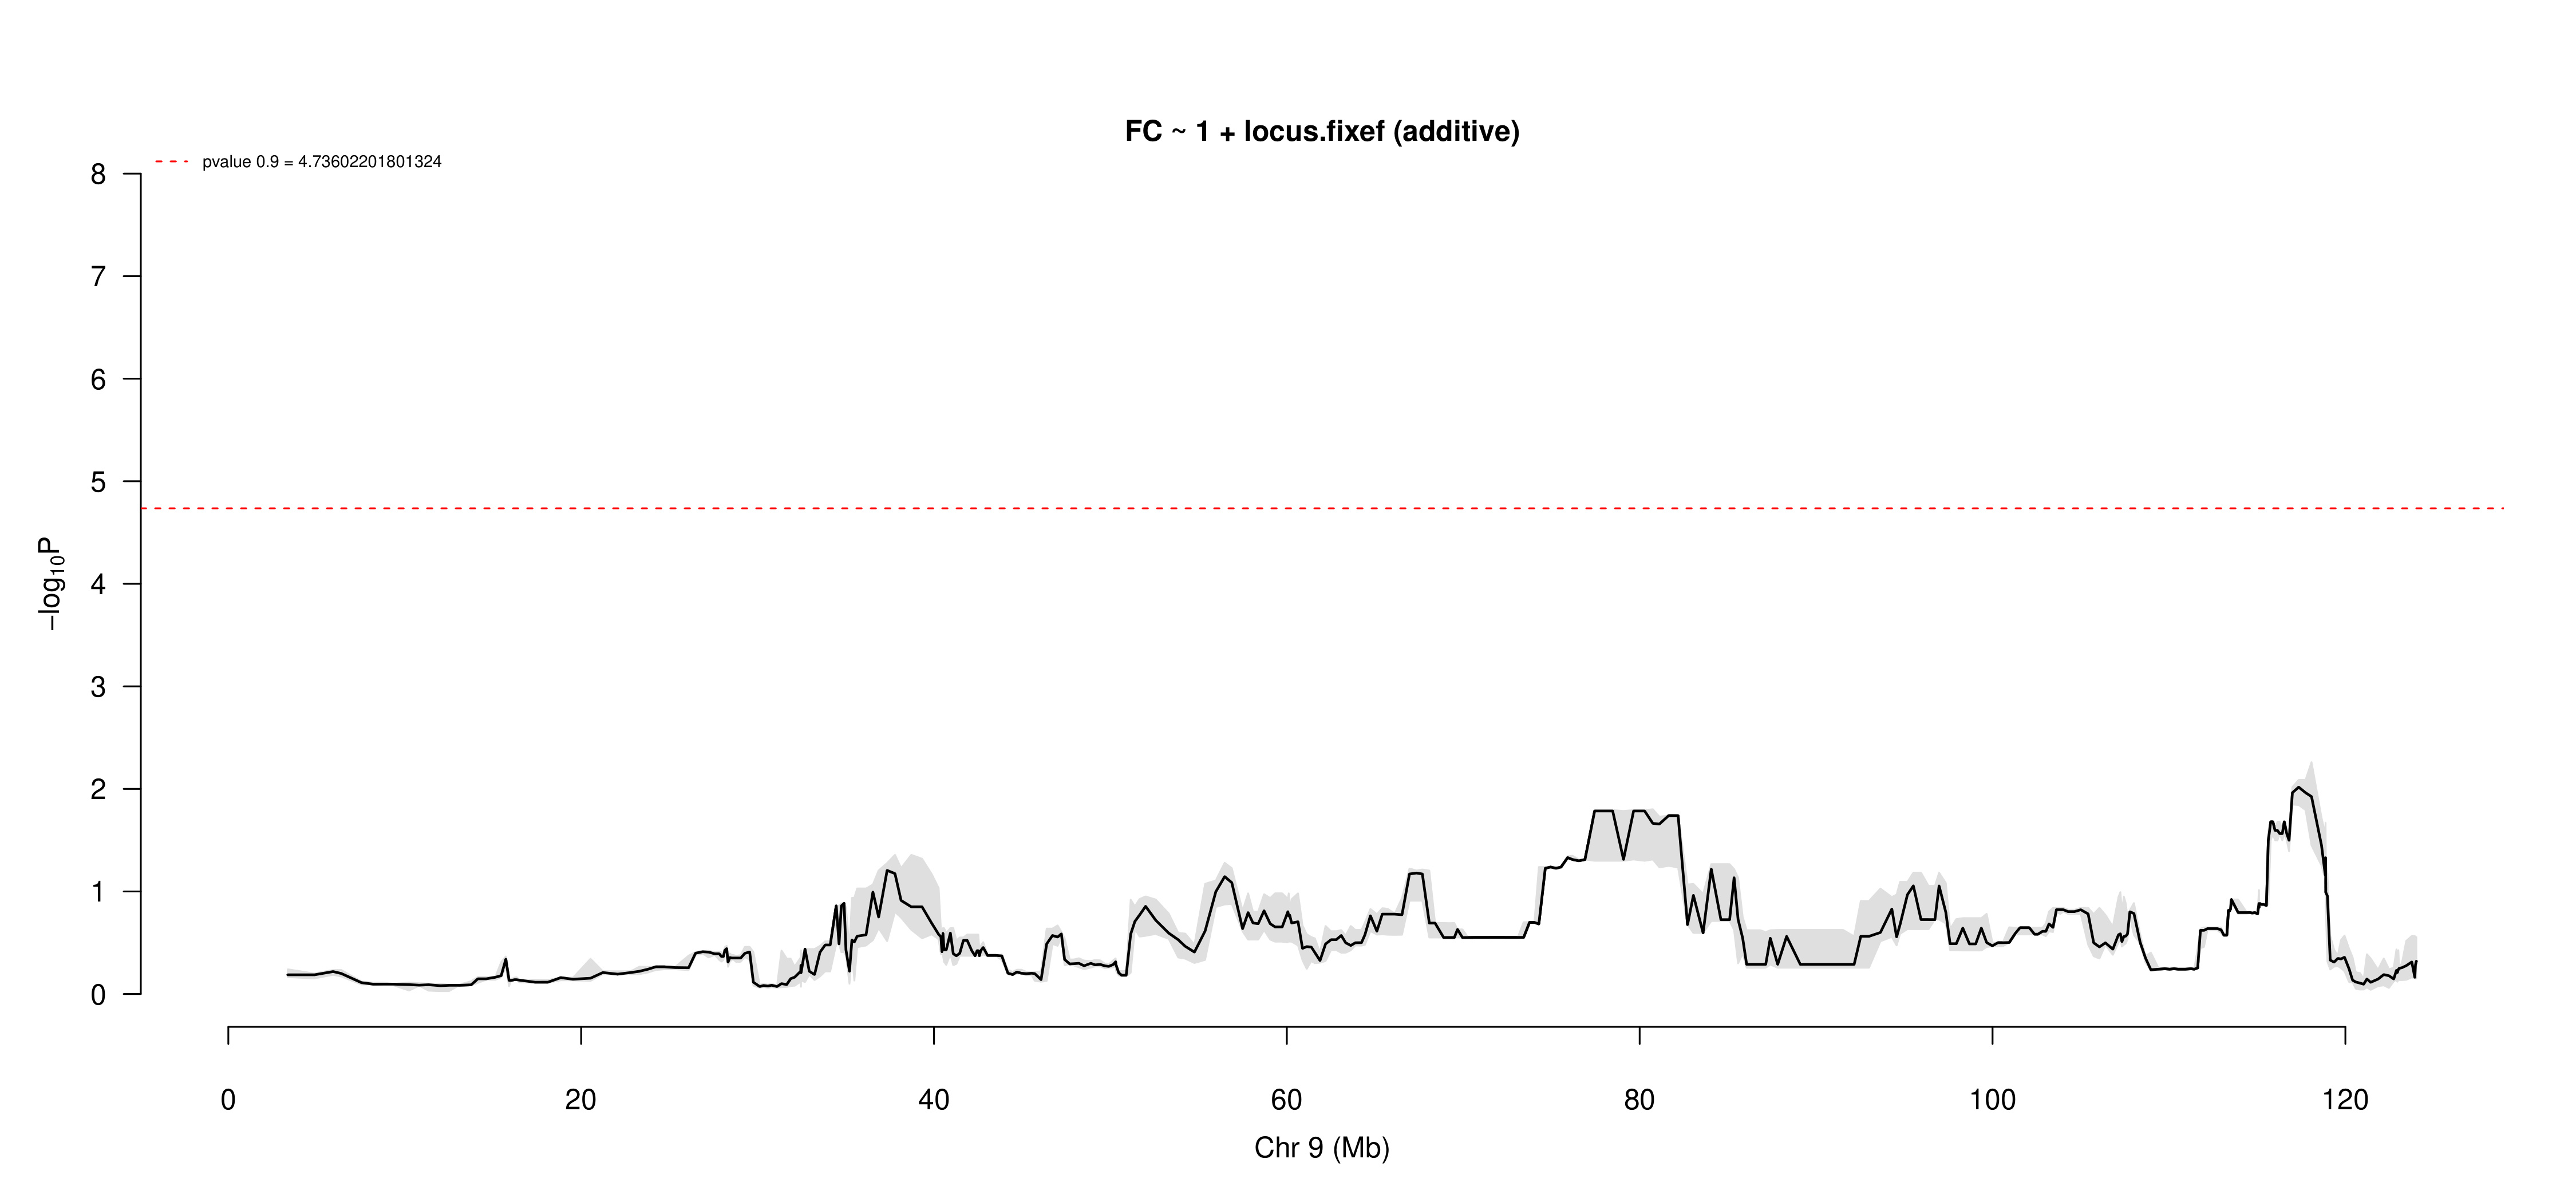 FC ~ 1 + locus.fixef (additive)
pvalue 0.9 = 4.73602201801324
8
7
6
5
4
3
2
1
0
−log10P
0 20 40 60 80 100 120
Chr 9 (Mb)